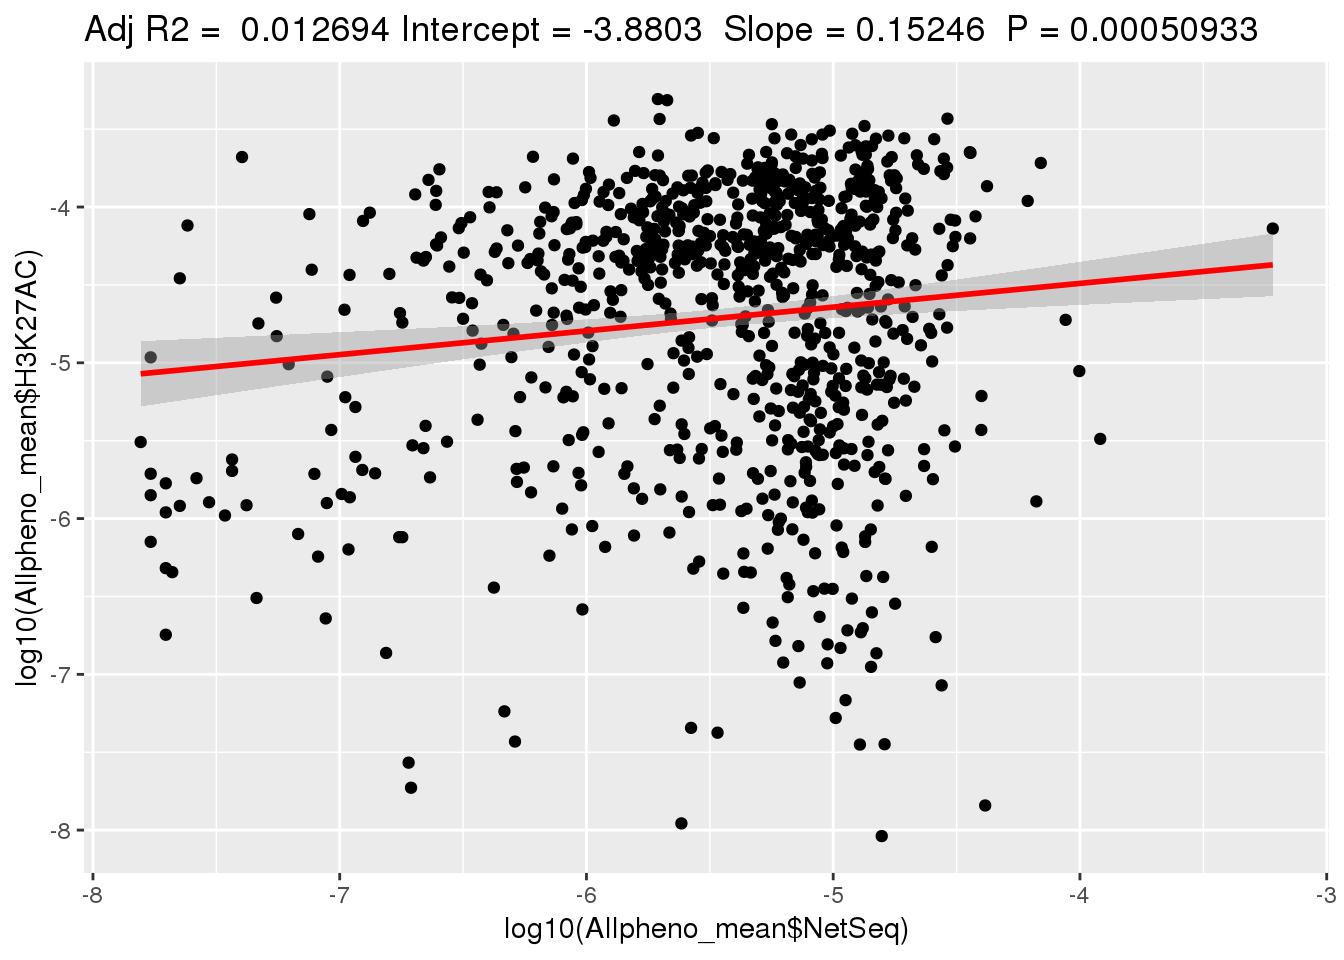 Adj R2 =  0.012694 Intercept = -3.8803  Slope = 0.15246  P = 0.00050933
log10(Allpheno_mean$H3K27AC)
-4
-5
-6
-7
-8
-8 -7 -6 -5 -4 -3
log10(Allpheno_mean$NetSeq)